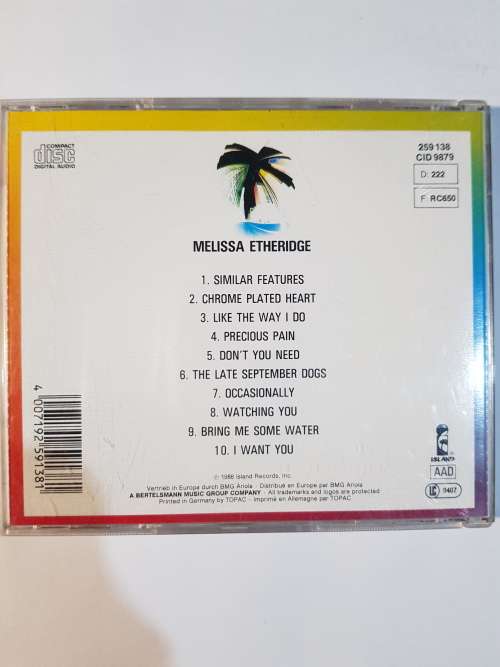 COMPACT
disc
DIGITAL AUDIO
259 138
CID 9879
D: 222
F: RC650
MELISSA ETHERIDGE
1. SIMILAR FEATURES
2. CHROME PLATED HEART
3. LIKE THE WAY I DO
4. PRECIOUS PAIN
5. DON'T YOU NEED
6. THE LATE SEPTEMBER DOGS
7. OCCASIONALLY
8. WATCHING YOU
9. BRING ME SOME WATER
10. I WANT YOU
4 007192 591381
ISLAND
AAD
LC 0407
℗ 1988 Island Records, Inc.
Vertrieb in Europa durch BMG Ariola · Distribué en Europe par BMG Ariola
A BERTELSMANN MUSIC GROUP COMPANY · All trademarks and logos are protected
Printed in Germany by TOPAC · Imprimé en Allemagne par TOPAC